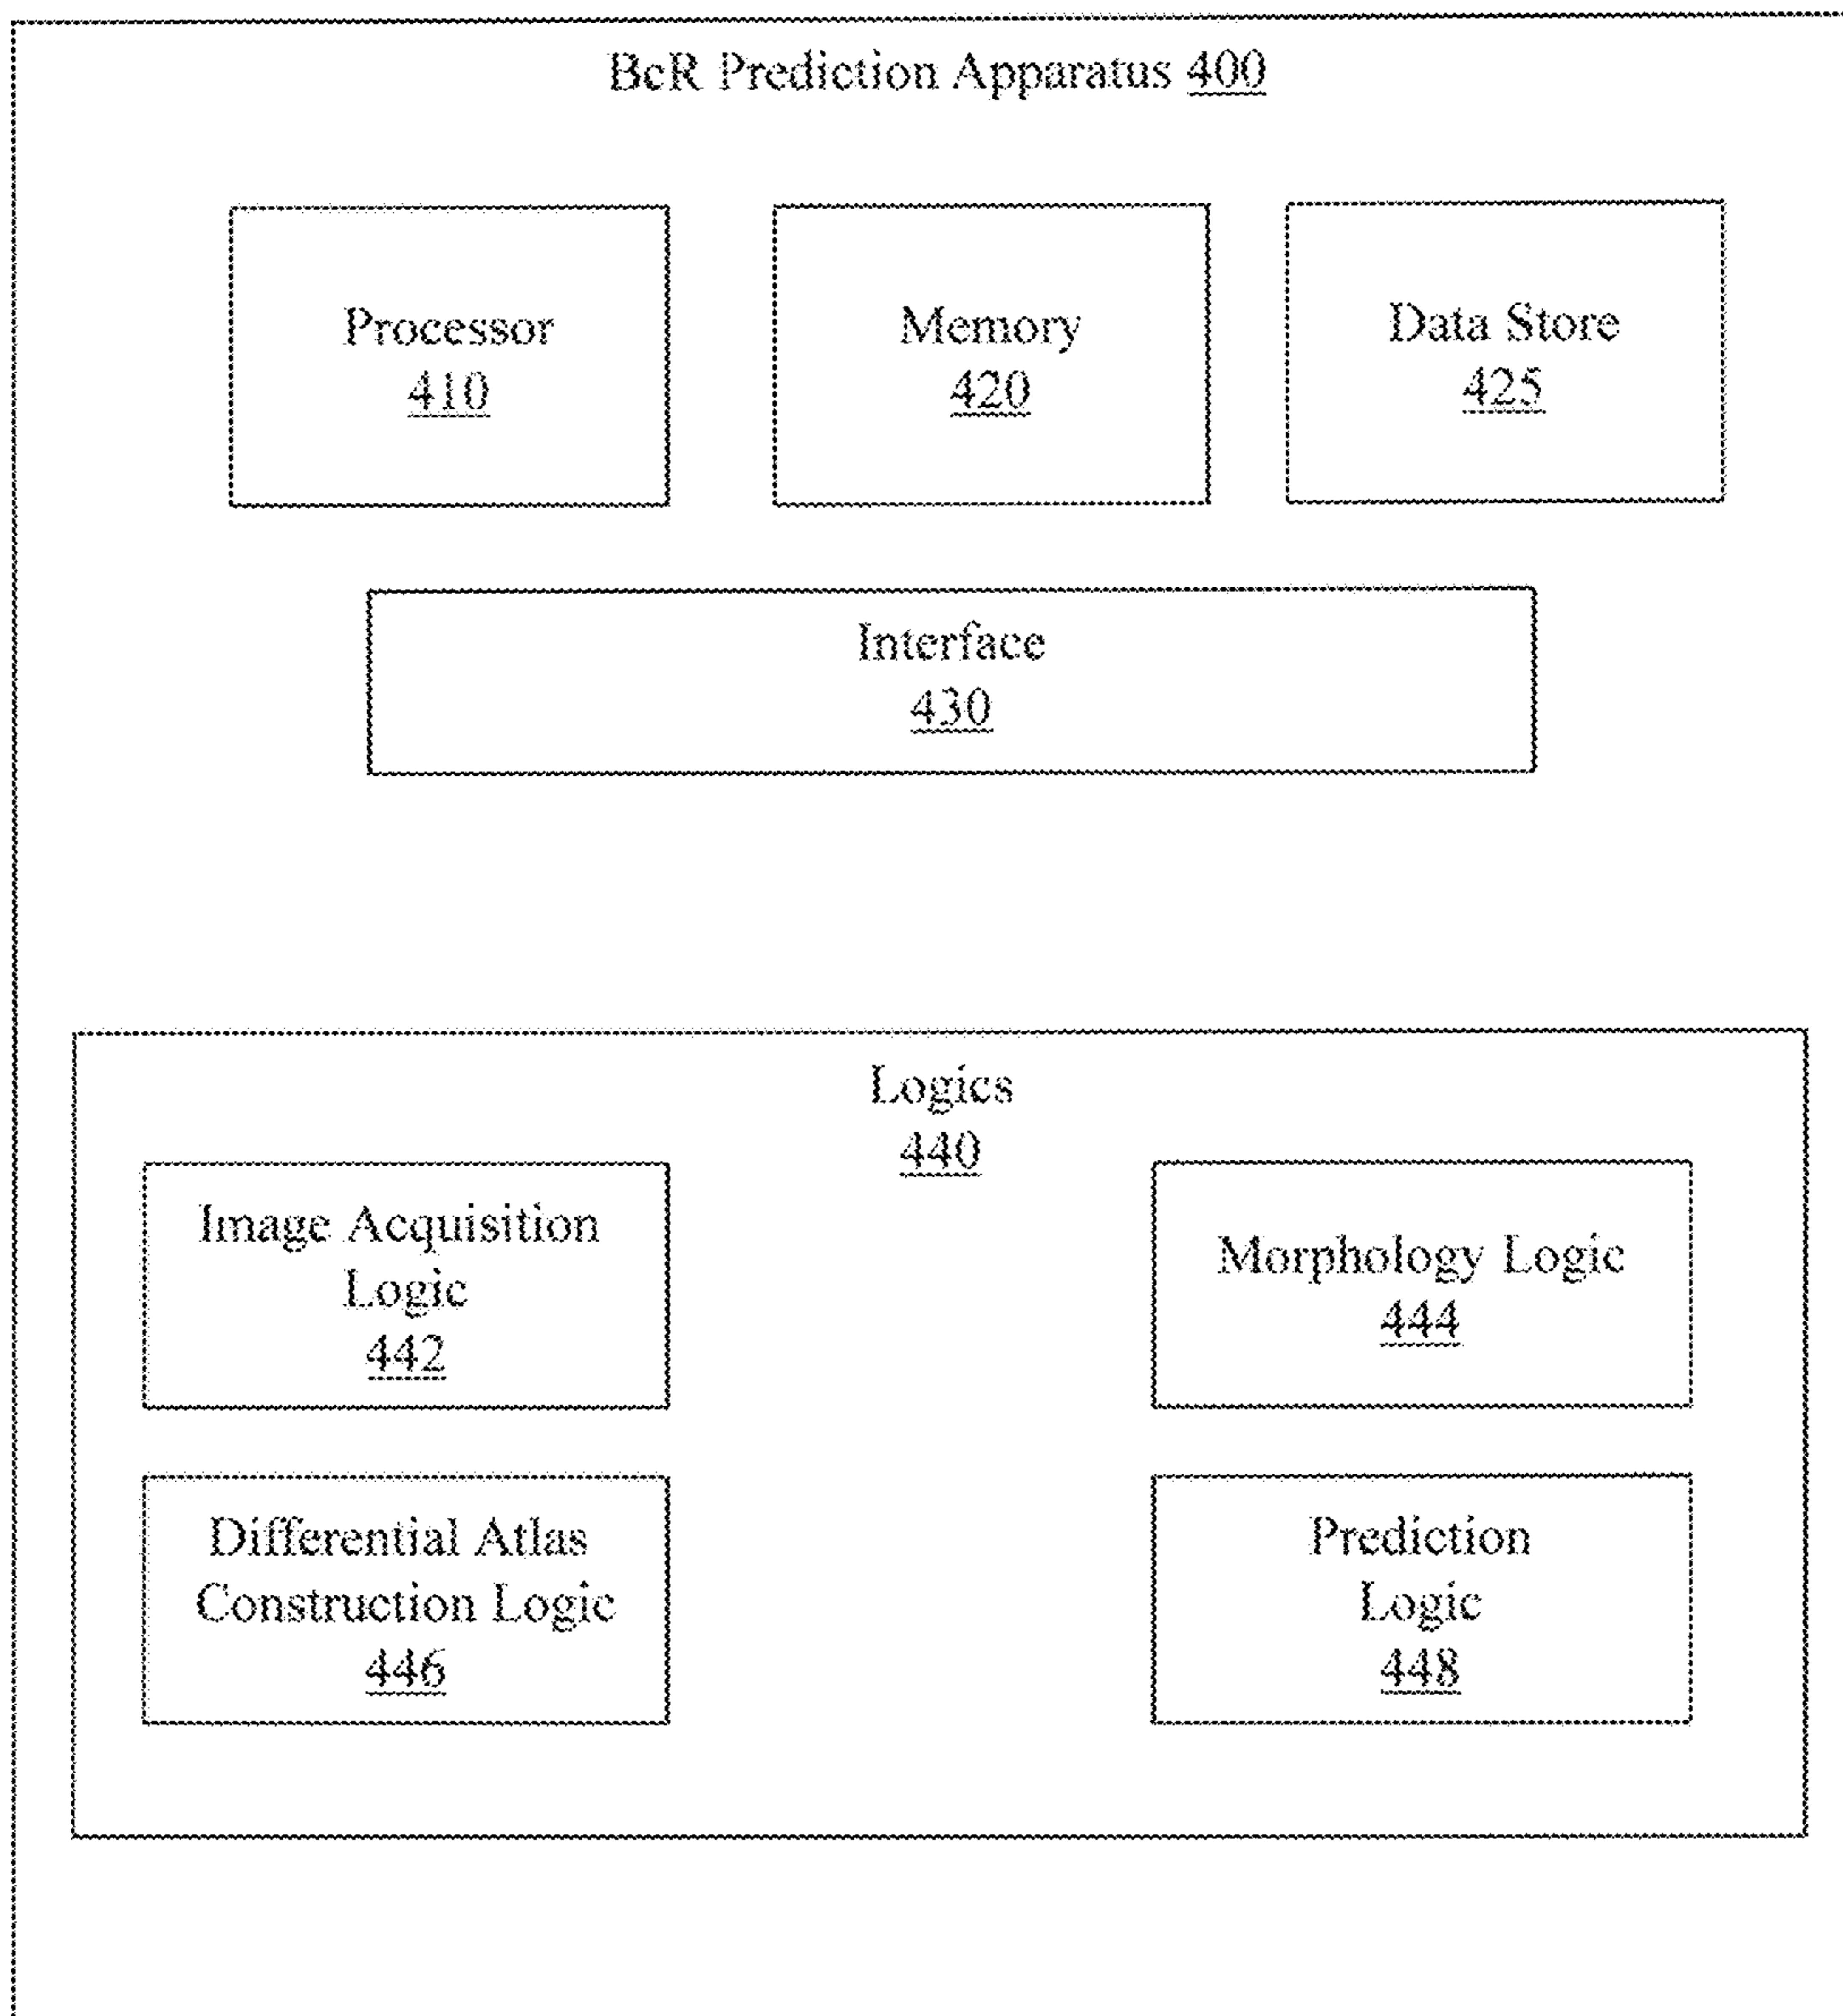 BcR Prediction Apparatus 400
Processor
410
Memory
420
Data Store
425
Interface
430
Logics
440
Image Acquisition
Logic
442
Morphology Logic
444
Differential Atlas
Construction Logic
446
Prediction
Logic
448